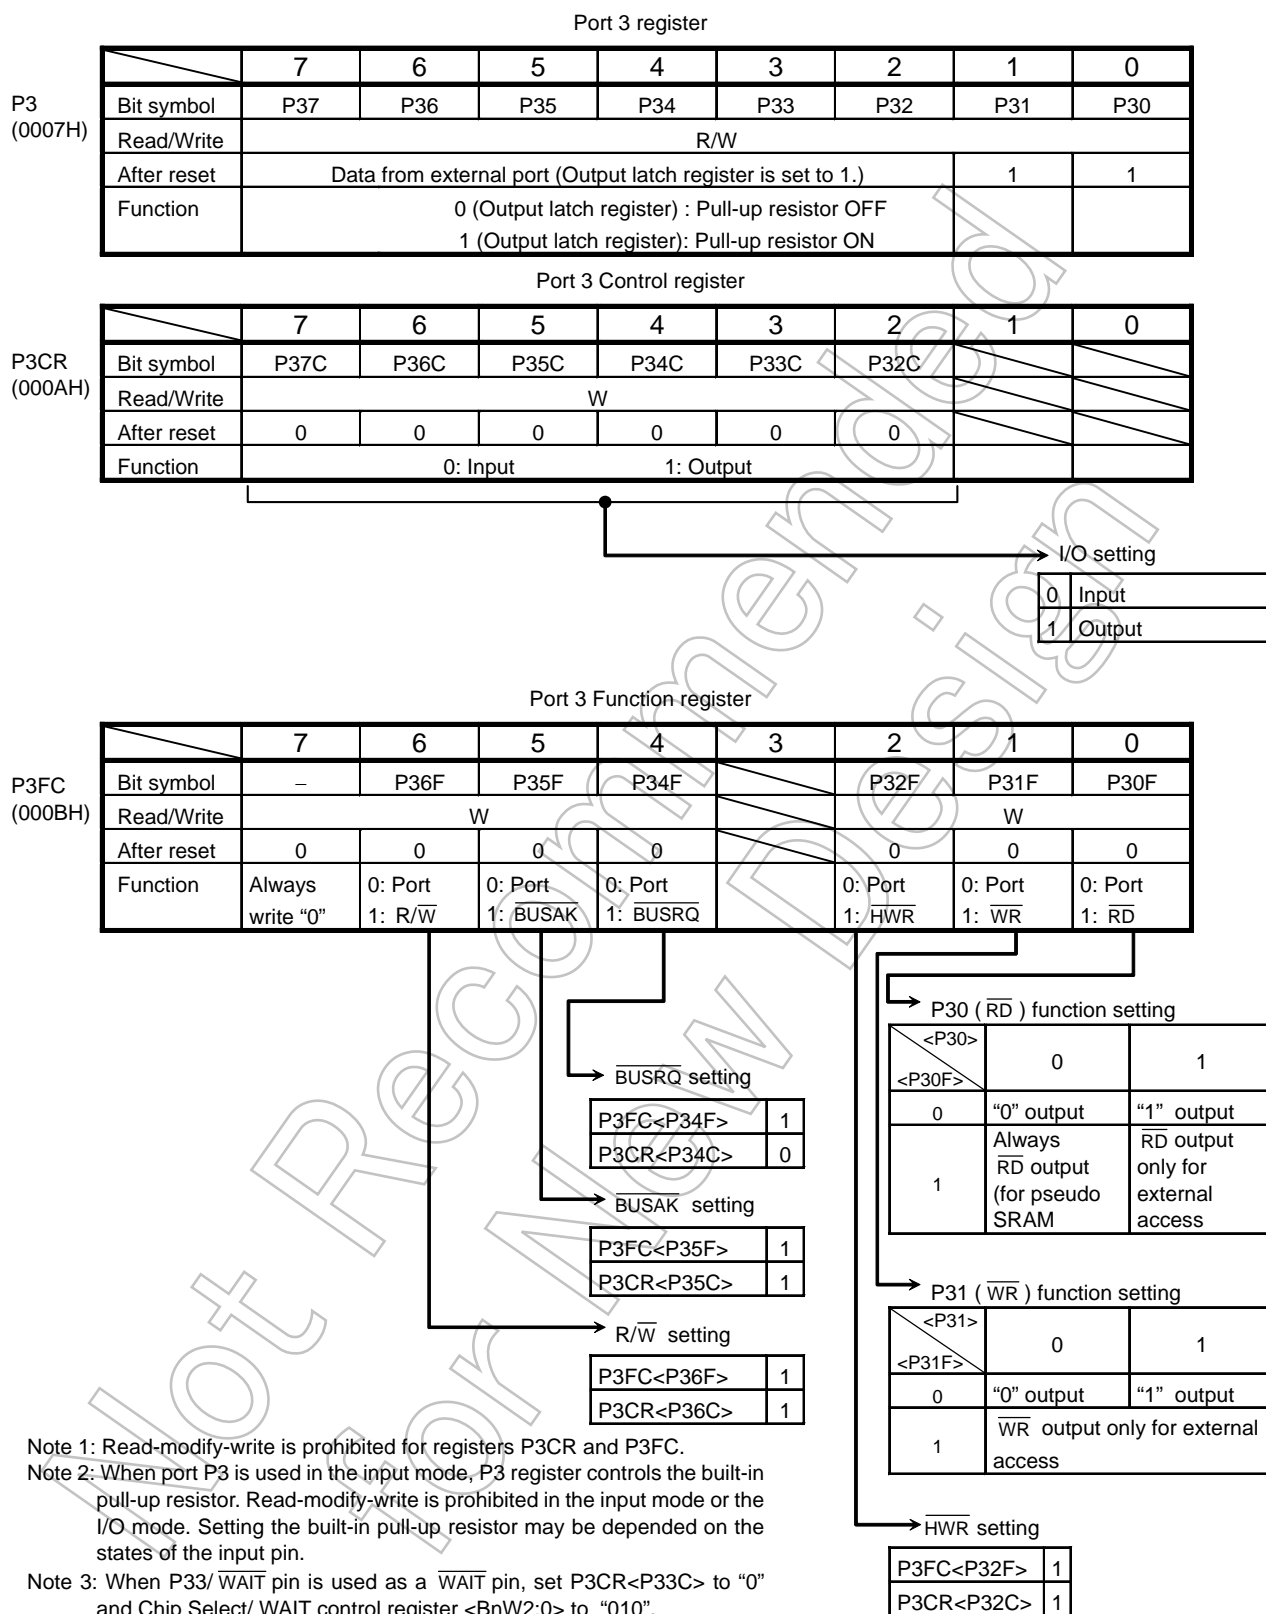 Port 3 register
7 6 5 4 3 2 1 0
P3 (0007H)
Bit symbol P37 P36 P35 P34 P33 P32 P31 P30
Read/Write R/W
After reset Data from external port (Output latch register is set to 1.) 1 1
Function 0 (Output latch register) : Pull-up resistor OFF
1 (Output latch register): Pull-up resistor ON
Port 3 Control register
7 6 5 4 3 2 1 0
P3CR (000AH)
Bit symbol P37C P36C P35C P34C P33C P32C
Read/Write W
After reset 0 0 0 0 0 0
Function 0: Input 1: Output
I/O setting
0 Input
1 Output
Port 3 Function register
7 6 5 4 3 2 1 0
P3FC (000BH)
Bit symbol – P36F P35F P34F P32F P31F P30F
Read/Write W W
After reset 0 0 0 0 0 0 0
Function Always 0: Port 0: Port 0: Port 0: Port 0: Port 0: Port
write “0” 1: R/W̅ 1: B̅U̅S̅A̅K̅ 1: B̅U̅S̅R̅Q̅ 1: H̅W̅R̅ 1: W̅R̅ 1: R̅D̅
P30 ( R̅D̅ ) function setting
<P30>
<P30F>
0 1
0 “0” output “1” output
1 Always R̅D̅ output (for pseudo SRAM R̅D̅ output only for external access
B̅U̅S̅R̅Q̅ setting
P3FC<P34F> 1
P3CR<P34C> 0
B̅U̅S̅A̅K̅ setting
P3FC<P35F> 1
P3CR<P35C> 1
P31 ( W̅R̅ ) function setting
<P31>
<P31F>
0 1
0 “0” output “1” output
1 W̅R̅ output only for external access
R/W̅ setting
P3FC<P36F> 1
P3CR<P36C> 1
H̅W̅R̅ setting
P3FC<P32F> 1
P3CR<P32C> 1
Note 1: Read-modify-write is prohibited for registers P3CR and P3FC.
Note 2: When port P3 is used in the input mode, P3 register controls the built-in
pull-up resistor. Read-modify-write is prohibited in the input mode or the
I/O mode. Setting the built-in pull-up resistor may be depended on the
states of the input pin.
Note 3: When P33/ W̅A̅I̅T̅ pin is used as a W̅A̅I̅T̅ pin, set P3CR<P33C> to “0”
and Chip Select/ WAIT control register <BnW2:0> to “010”.
Not Recommended
for New Design